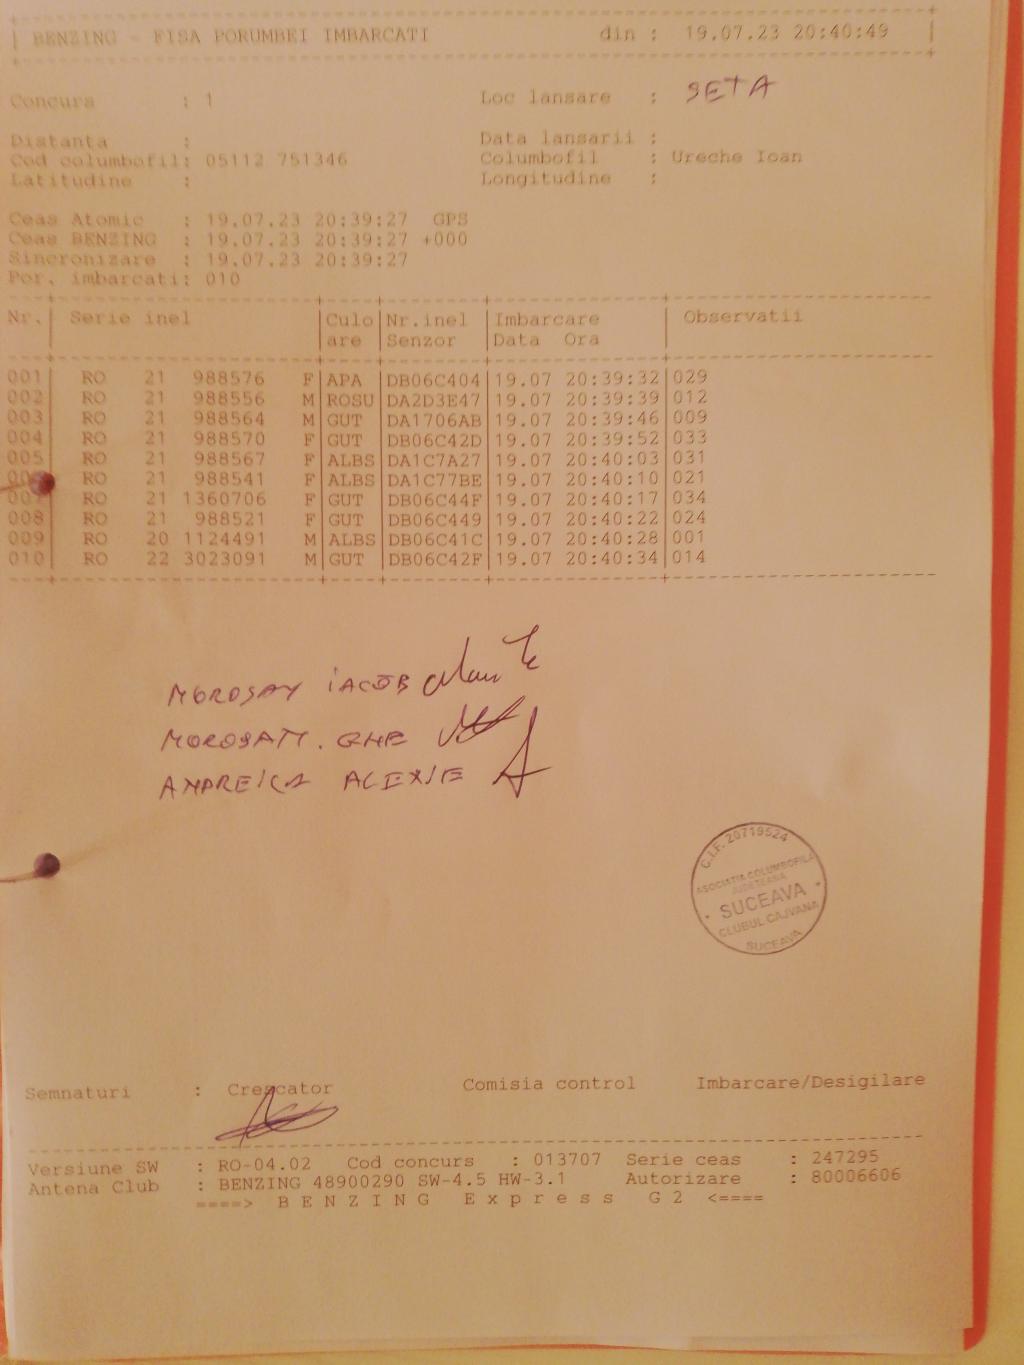 BENZING - FISA PORUMBEI IMBARCATI din : 19.07.23 20:40:49
Concurs : 1 Loc lansare : SETA
Distanta : Data lansarii :
Cod columbofil: 05112 751346 Columbofil : Ureche Ioan
Latitudine : Longitudine :
Ceas Atomic : 19.07.23 20:39:27 GPS
Ceas BENZING : 19.07.23 20:39:27 +000
Sincronizare : 19.07.23 20:39:27
Por. imbarcati: 010
Nr. Serie inel Culo Nr.inel Imbarcare Observatii
are Senzor Data Ora
001 RO 21 988576 F APA DB06C404 19.07 20:39:32 029
002 RO 21 988556 M ROSU DA2D3E47 19.07 20:39:39 012
003 RO 21 988564 M GUT DA1706AB 19.07 20:39:46 009
004 RO 21 988570 F GUT DB06C42D 19.07 20:39:52 033
005 RO 21 988567 F ALBS DA1C7A27 19.07 20:40:03 031
006 RO 21 988541 F ALBS DA1C77BE 19.07 20:40:10 021
007 RO 21 1360706 F GUT DB06C44F 19.07 20:40:17 034
008 RO 21 988521 F GUT DB06C449 19.07 20:40:22 024
009 RO 20 1124491 M ALBS DB06C41C 19.07 20:40:28 001
010 RO 22 3023091 M GUT DB06C42F 19.07 20:40:34 014
MOROSAN IACOB
MOROSAN. GHE
ANDREICA ALEXIE
C.I.F. 20719524
ASOCIATIA COLUMBOFILA
JUDETEANA
SUCEAVA
CLUBUL CAJVANA
SUCEAVA
Semnaturi : Crescator Comisia control Imbarcare/Desigilare
Versiune SW : RO-04.02 Cod concurs : 013707 Serie ceas : 247295
Antena Club : BENZING 48900290 SW-4.5 HW-3.1 Autorizare : 80006606
====> B E N Z I N G E x p r e s s G 2 <====